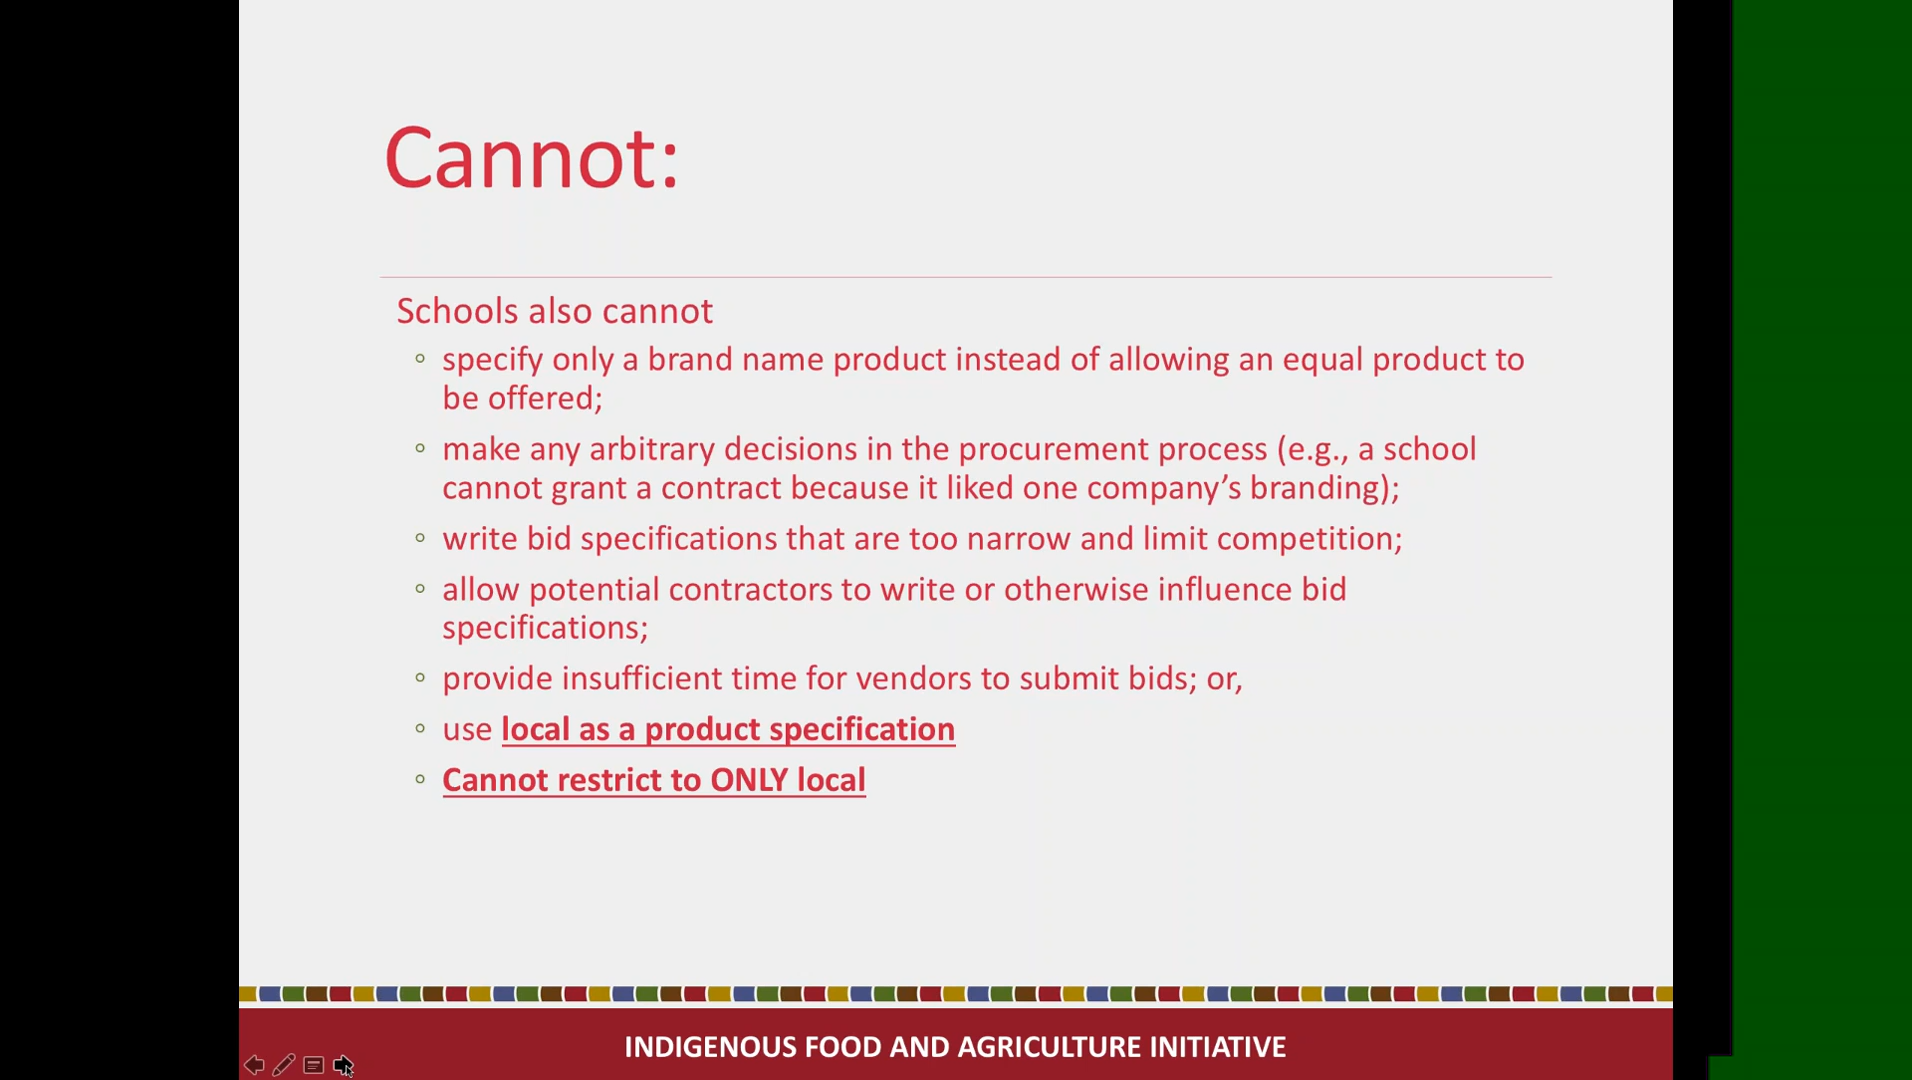 Cannot:
Schools also cannot
◦ specify only a brand name product instead of allowing an equal product to
be offered;
◦ make any arbitrary decisions in the procurement process (e.g., a school
cannot grant a contract because it liked one company’s branding);
◦ write bid specifications that are too narrow and limit competition;
◦ allow potential contractors to write or otherwise influence bid
specifications;
◦ provide insufficient time for vendors to submit bids; or,
◦ use local as a product specification
◦ Cannot restrict to ONLY local
INDIGENOUS FOOD AND AGRICULTURE INITIATIVE